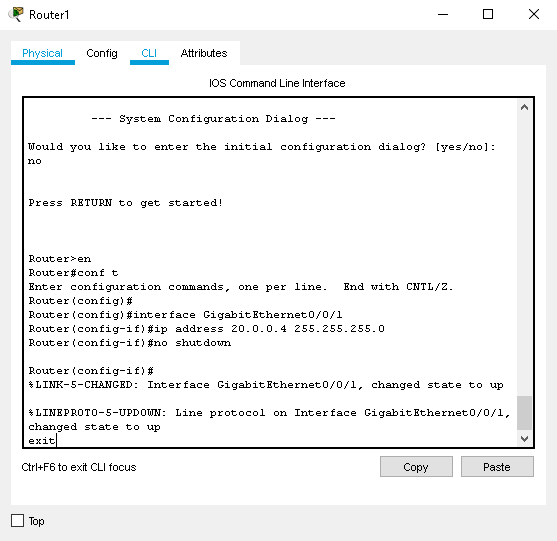 Router1
Physical Config CLI Attributes
IOS Command Line Interface
--- System Configuration Dialog ---
Would you like to enter the initial configuration dialog? [yes/no]:
no
Press RETURN to get started!
Router>en
Router#conf t
Enter configuration commands, one per line.  End with CNTL/Z.
Router(config)#
Router(config)#interface GigabitEthernet0/0/1
Router(config-if)#ip address 20.0.0.4 255.255.255.0
Router(config-if)#no shutdown
Router(config-if)#
%LINK-5-CHANGED: Interface GigabitEthernet0/0/1, changed state to up
%LINEPROTO-5-UPDOWN: Line protocol on Interface GigabitEthernet0/0/1,
changed state to up
exit
Ctrl+F6 to exit CLI focus
Copy Paste
Top